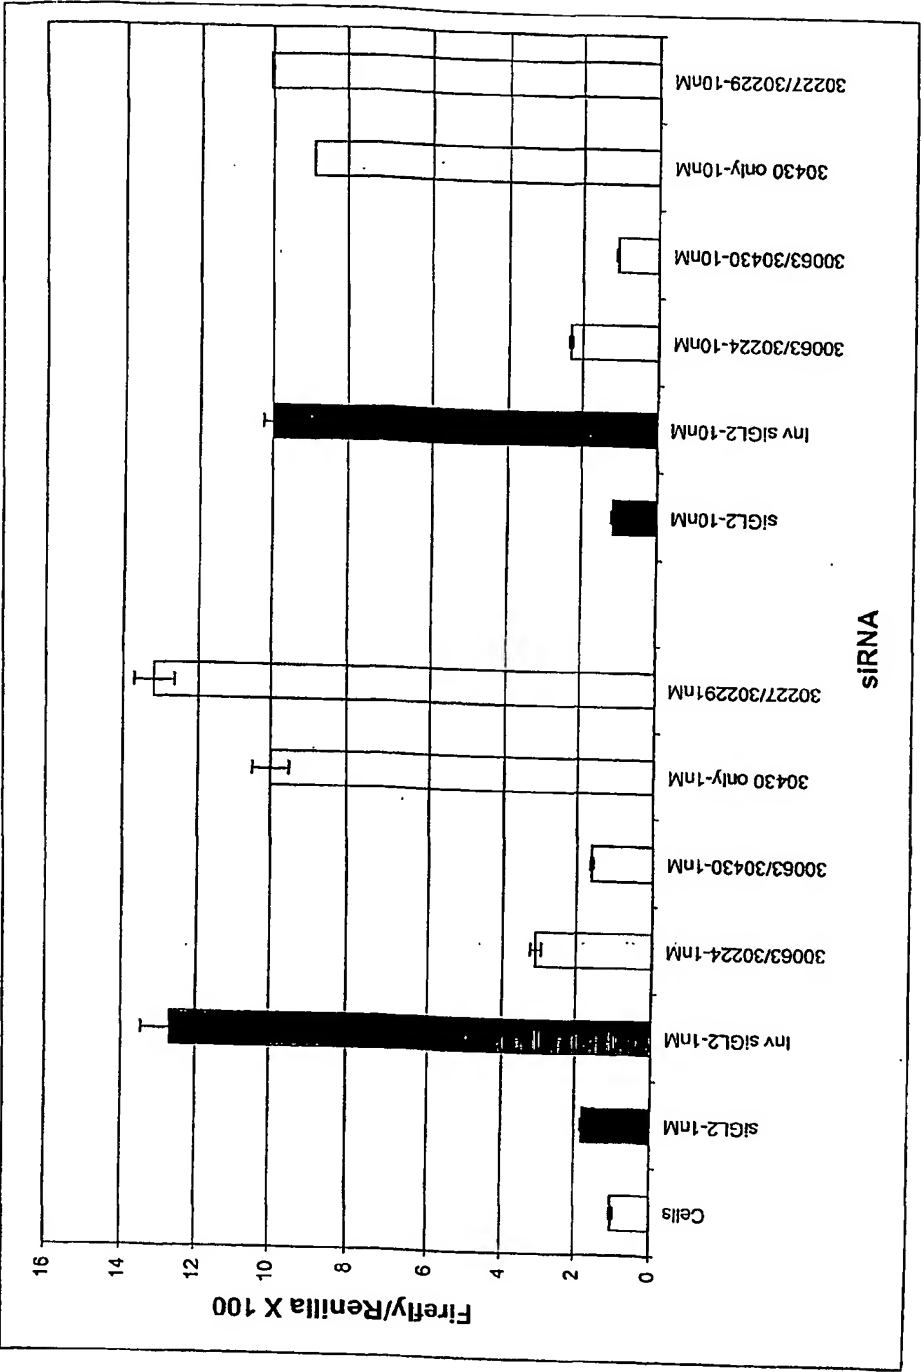 Firefly/Renilla X 100
16
14
12
10
8
6
4
2
0
Cells
siGL2-1nM
Inv siGL2-1nM
30063/30224-1nM
30063/30430-1nM
30430 only-1nM
30227/302291nM
siGL2-10nM
Inv siGL2-10nM
30063/30224-10nM
30063/30430-10nM
30430 only-10nM
30227/30229-10nM
siRNA